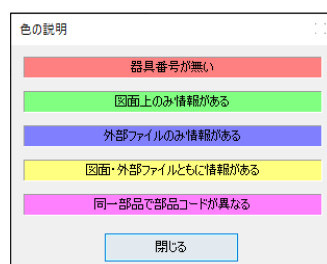 色の説明
器具番号が無い
図面上のみ情報がある
外部ファイルのみ情報がある
図面・外部ファイルともに情報がある
同一部品で部品コードが異なる
閉じる